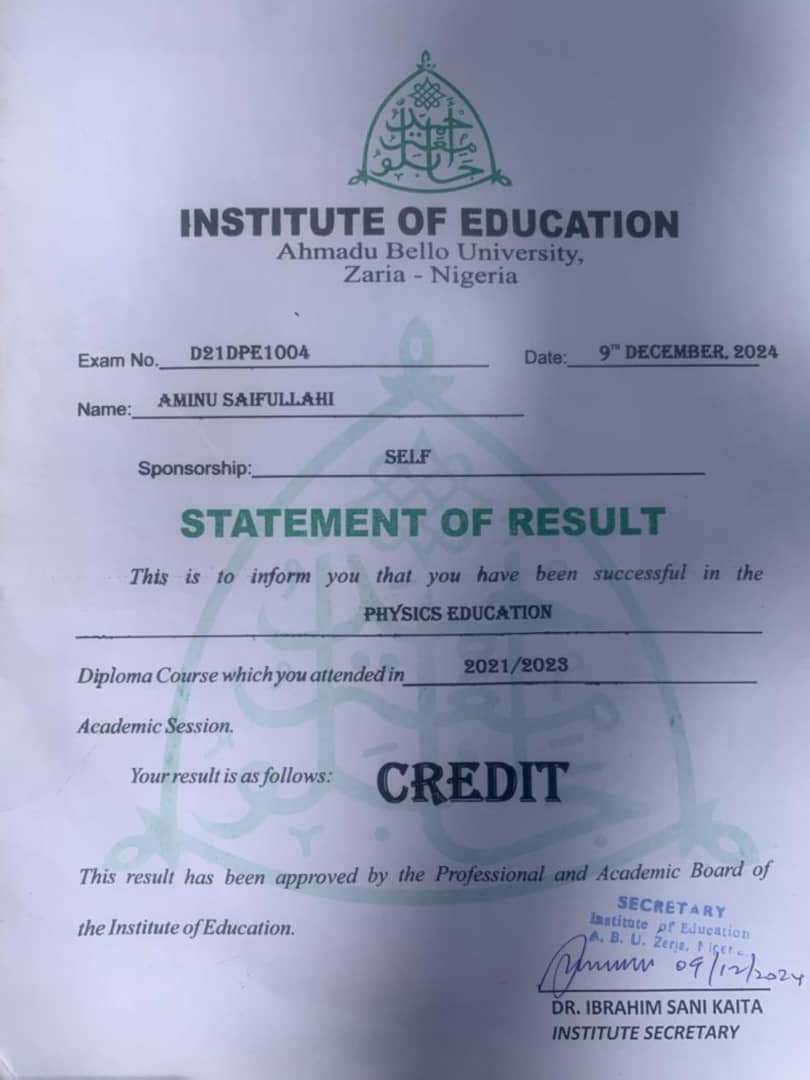 INSTITUTE OF EDUCATION
Ahmadu Bello University,
Zaria - Nigeria
Exam No. D21DPE1004 Date: 9TH DECEMBER, 2024
Name: AMINU SAIFULLAHI
Sponsorship: SELF
STATEMENT OF RESULT
This is to inform you that you have been successful in the
PHYSICS EDUCATION
Diploma Course which you attended in 2021/2023
Academic Session.
Your result is as follows: CREDIT
This result has been approved by the Professional and Academic Board of
the Institute of Education.
SECRETARY
Institute of Education
A. B. U. Zaria,
09/12/2024
DR. IBRAHIM SANI KAITA
INSTITUTE SECRETARY